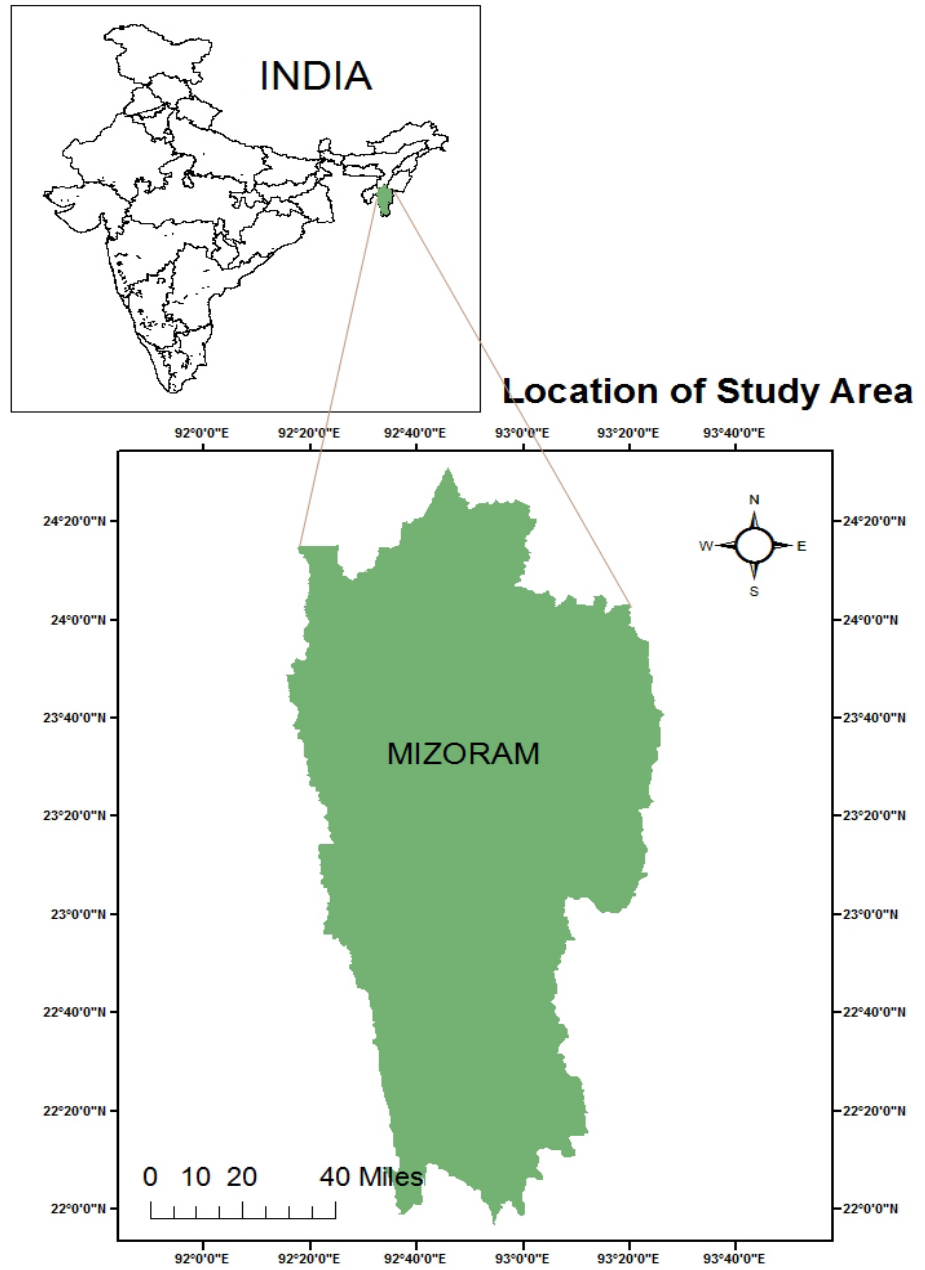 INDIA
Location of Study Area
92°0'0"E 92°20'0"E 92°40'0"E 93°0'0"E 93°20'0"E 93°40'0"E
N
24°20'0"N 24°20'0"N
W E
S
24°0'0"N 24°0'0"N
23°40'0"N 23°40'0"N
MIZORAM
23°20'0"N 23°20'0"N
23°0'0"N 23°0'0"N
22°40'0"N 22°40'0"N
22°20'0"N 22°20'0"N
0 10 20 40 Miles
22°0'0"N 22°0'0"N
92°0'0"E 92°20'0"E 92°40'0"E 93°0'0"E 93°20'0"E 93°40'0"E